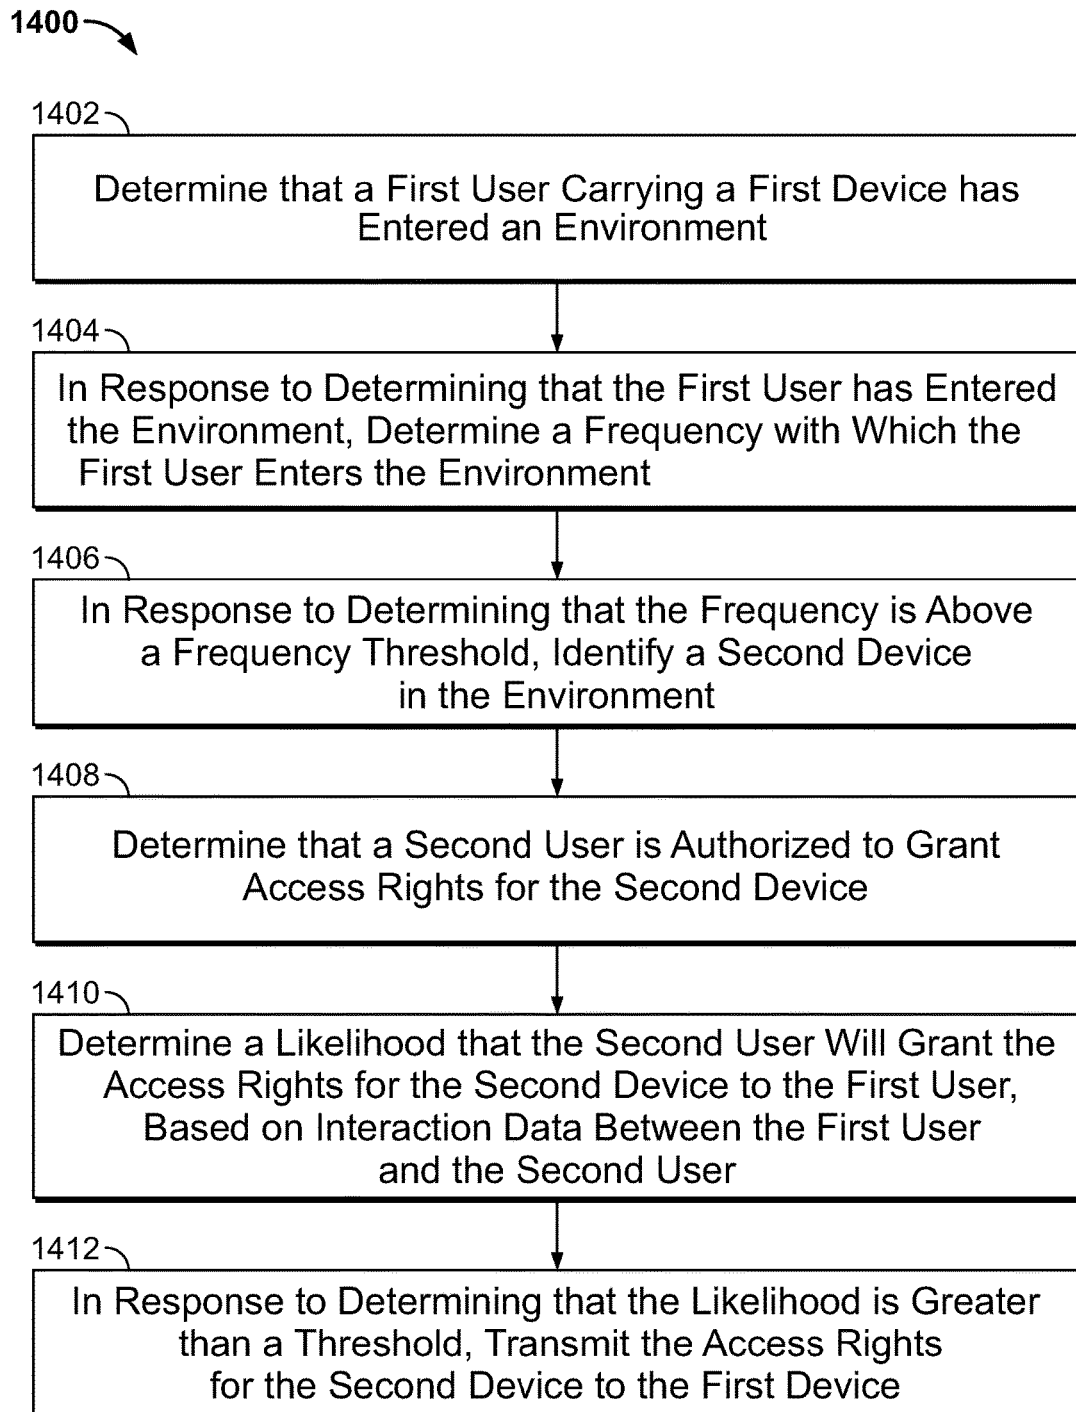 1400
1402
Determine that a First User Carrying a First Device has
Entered an Environment
1404
In Response to Determining that the First User has Entered
the Environment, Determine a Frequency with Which the
First User Enters the Environment
1406
In Response to Determining that the Frequency is Above
a Frequency Threshold, Identify a Second Device
in the Environment
1408
Determine that a Second User is Authorized to Grant
Access Rights for the Second Device
1410
Determine a Likelihood that the Second User Will Grant the
Access Rights for the Second Device to the First User,
Based on Interaction Data Between the First User
and the Second User
1412
In Response to Determining that the Likelihood is Greater
than a Threshold, Transmit the Access Rights
for the Second Device to the First Device